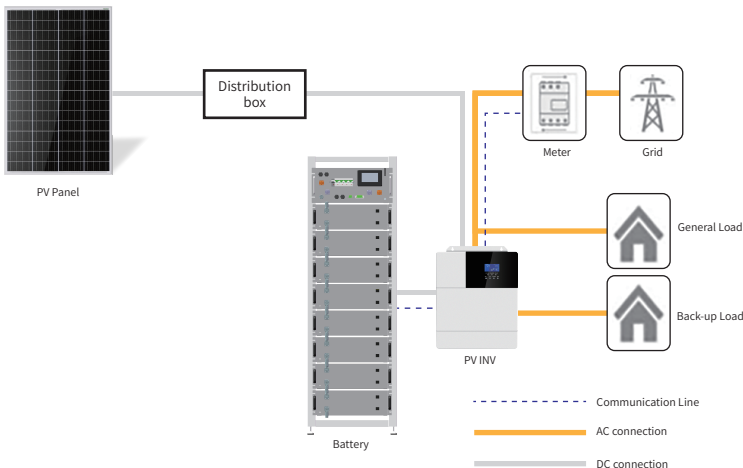 Distribution
box
PV Panel
Meter
Grid
General Load
Back-up Load
PV INV
Battery
Communication Line
AC connection
DC connection